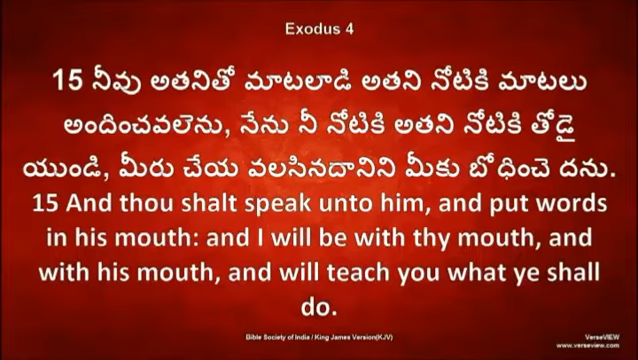 Exodus 4
15 నీవు అతనితో మాటలాడి అతని నోటికి మాటలు
అందించవలెను, నేను నీ నోటికి అతని నోటికి తోడై
యుండి, మీరు చేయ వలసినదానిని మీకు బోధించె దను.
15 And thou shalt speak unto him, and put words
in his mouth: and I will be with thy mouth, and
with his mouth, and will teach you what ye shall
do.
Bible Society of India / King James Version(KJV)
VerseVIEW
www.verseview.com